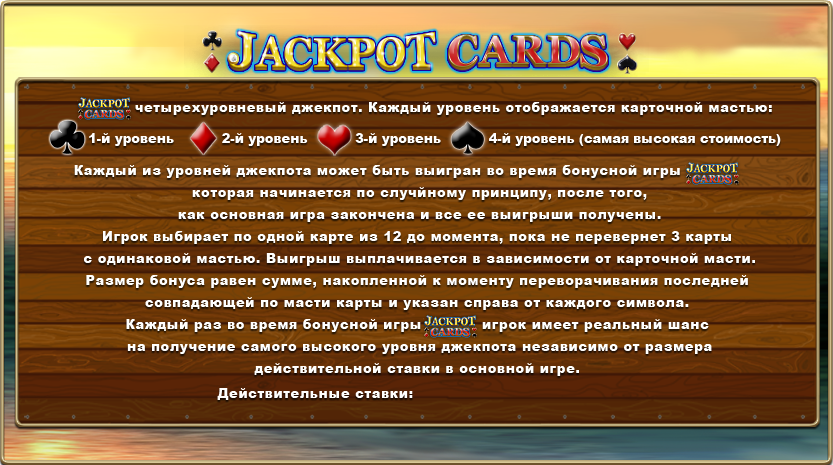 JACKPOT CARDS
JACKPOT CARDS четырехуровневый джекпот. Каждый уровень отображается карточной мастью:
1-й уровень 2-й уровень 3-й уровень 4-й уровень (самая высокая стоимость)
Каждый из уровней джекпота может быть выигран во время бонусной игры JACKPOT CARDS
которая начинается по случйному принципу, после того,
как основная игра закончена и все ее выигрыши получены.
Игрок выбирает по одной карте из 12 до момента, пока не перевернет 3 карты
с одинаковой мастью. Выигрыш выплачивается в зависимости от карточной масти.
Размер бонуса равен сумме, накопленной к моменту переворачивания последней
совпадающей по масти карты и указан справа от каждого символа.
Каждый раз во время бонусной игры JACKPOT CARDS игрок имеет реальный шанс
на получение самого высокого уровня джекпота независимо от размера
действительной ставки в основной игре.
Действительные ставки: